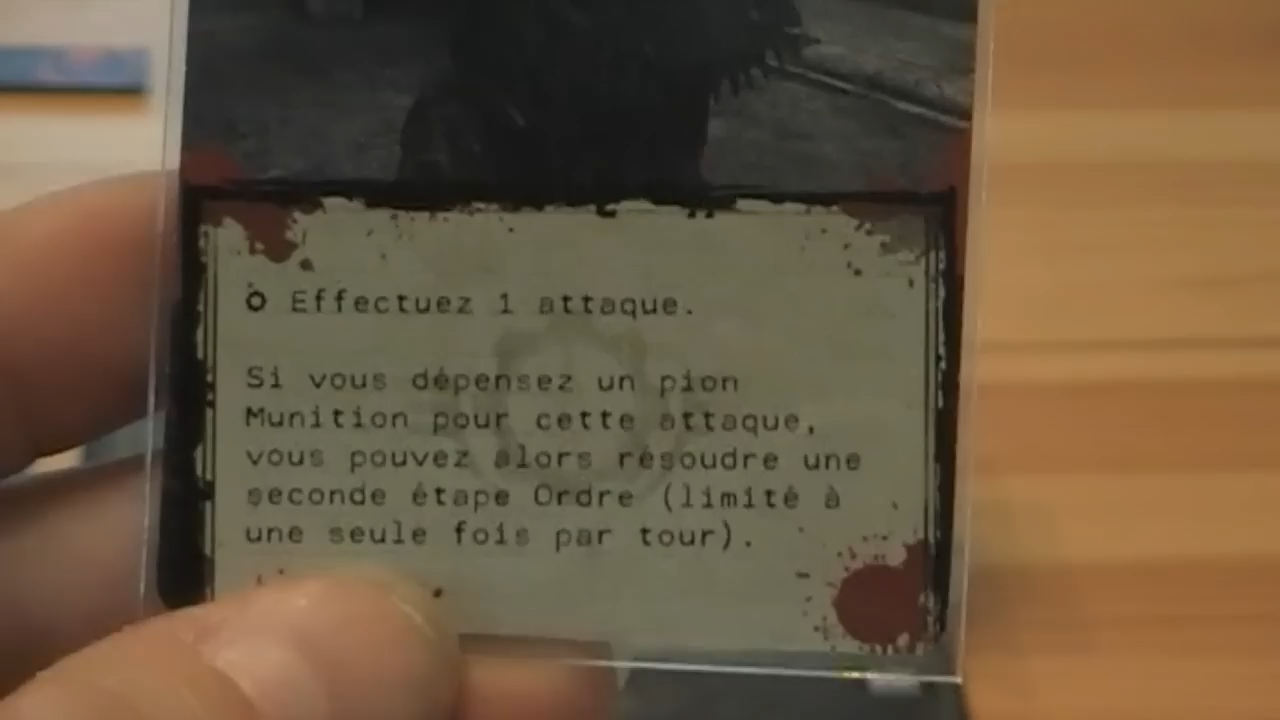 Effectuez 1 attaque.
Si vous dépensez un pion
Munition pour cette attaque,
vous pouvez alors résoudre une
seconde étape Ordre (limité à
une seule fois par tour).